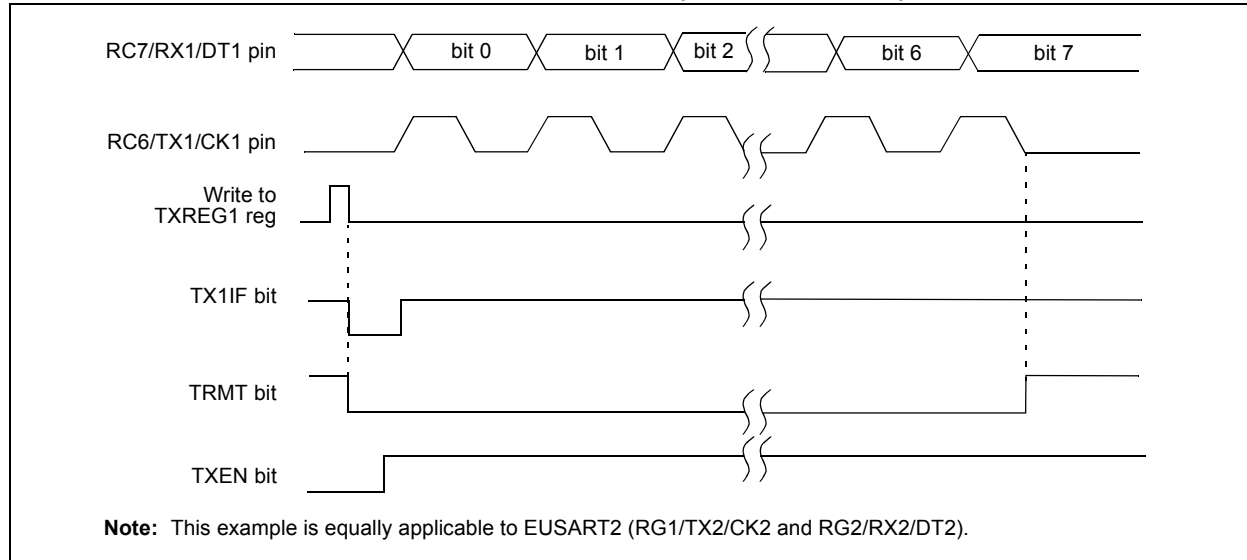 RC7/RX1/DT1 pin
bit 0
bit 1
bit 2
bit 6
bit 7
RC6/TX1/CK1 pin
Write to
TXREG1 reg
TX1IF bit
TRMT bit
TXEN bit
Note: This example is equally applicable to EUSART2 (RG1/TX2/CK2 and RG2/RX2/DT2).